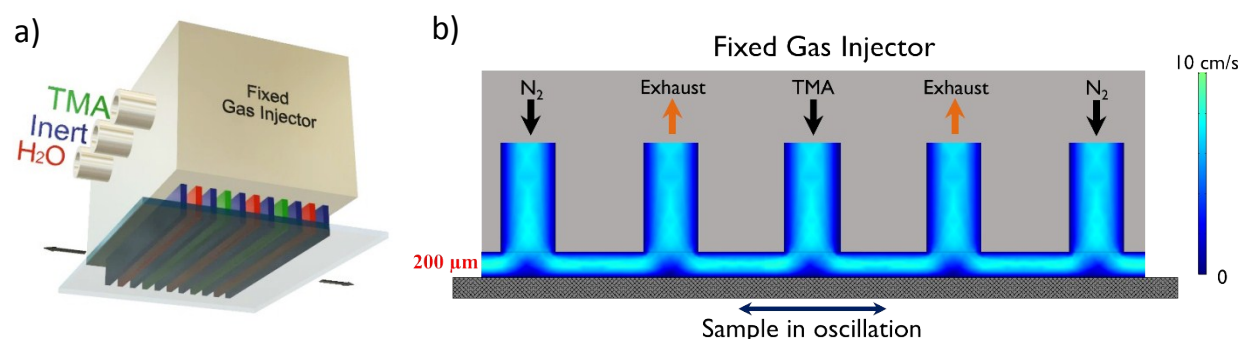 a)
TMA
Inert
H₂O
Fixed
Gas Injector
b)
Fixed Gas Injector
N₂
Exhaust
TMA
Exhaust
N₂
10 cm/s
0
200 µm
Sample in oscillation